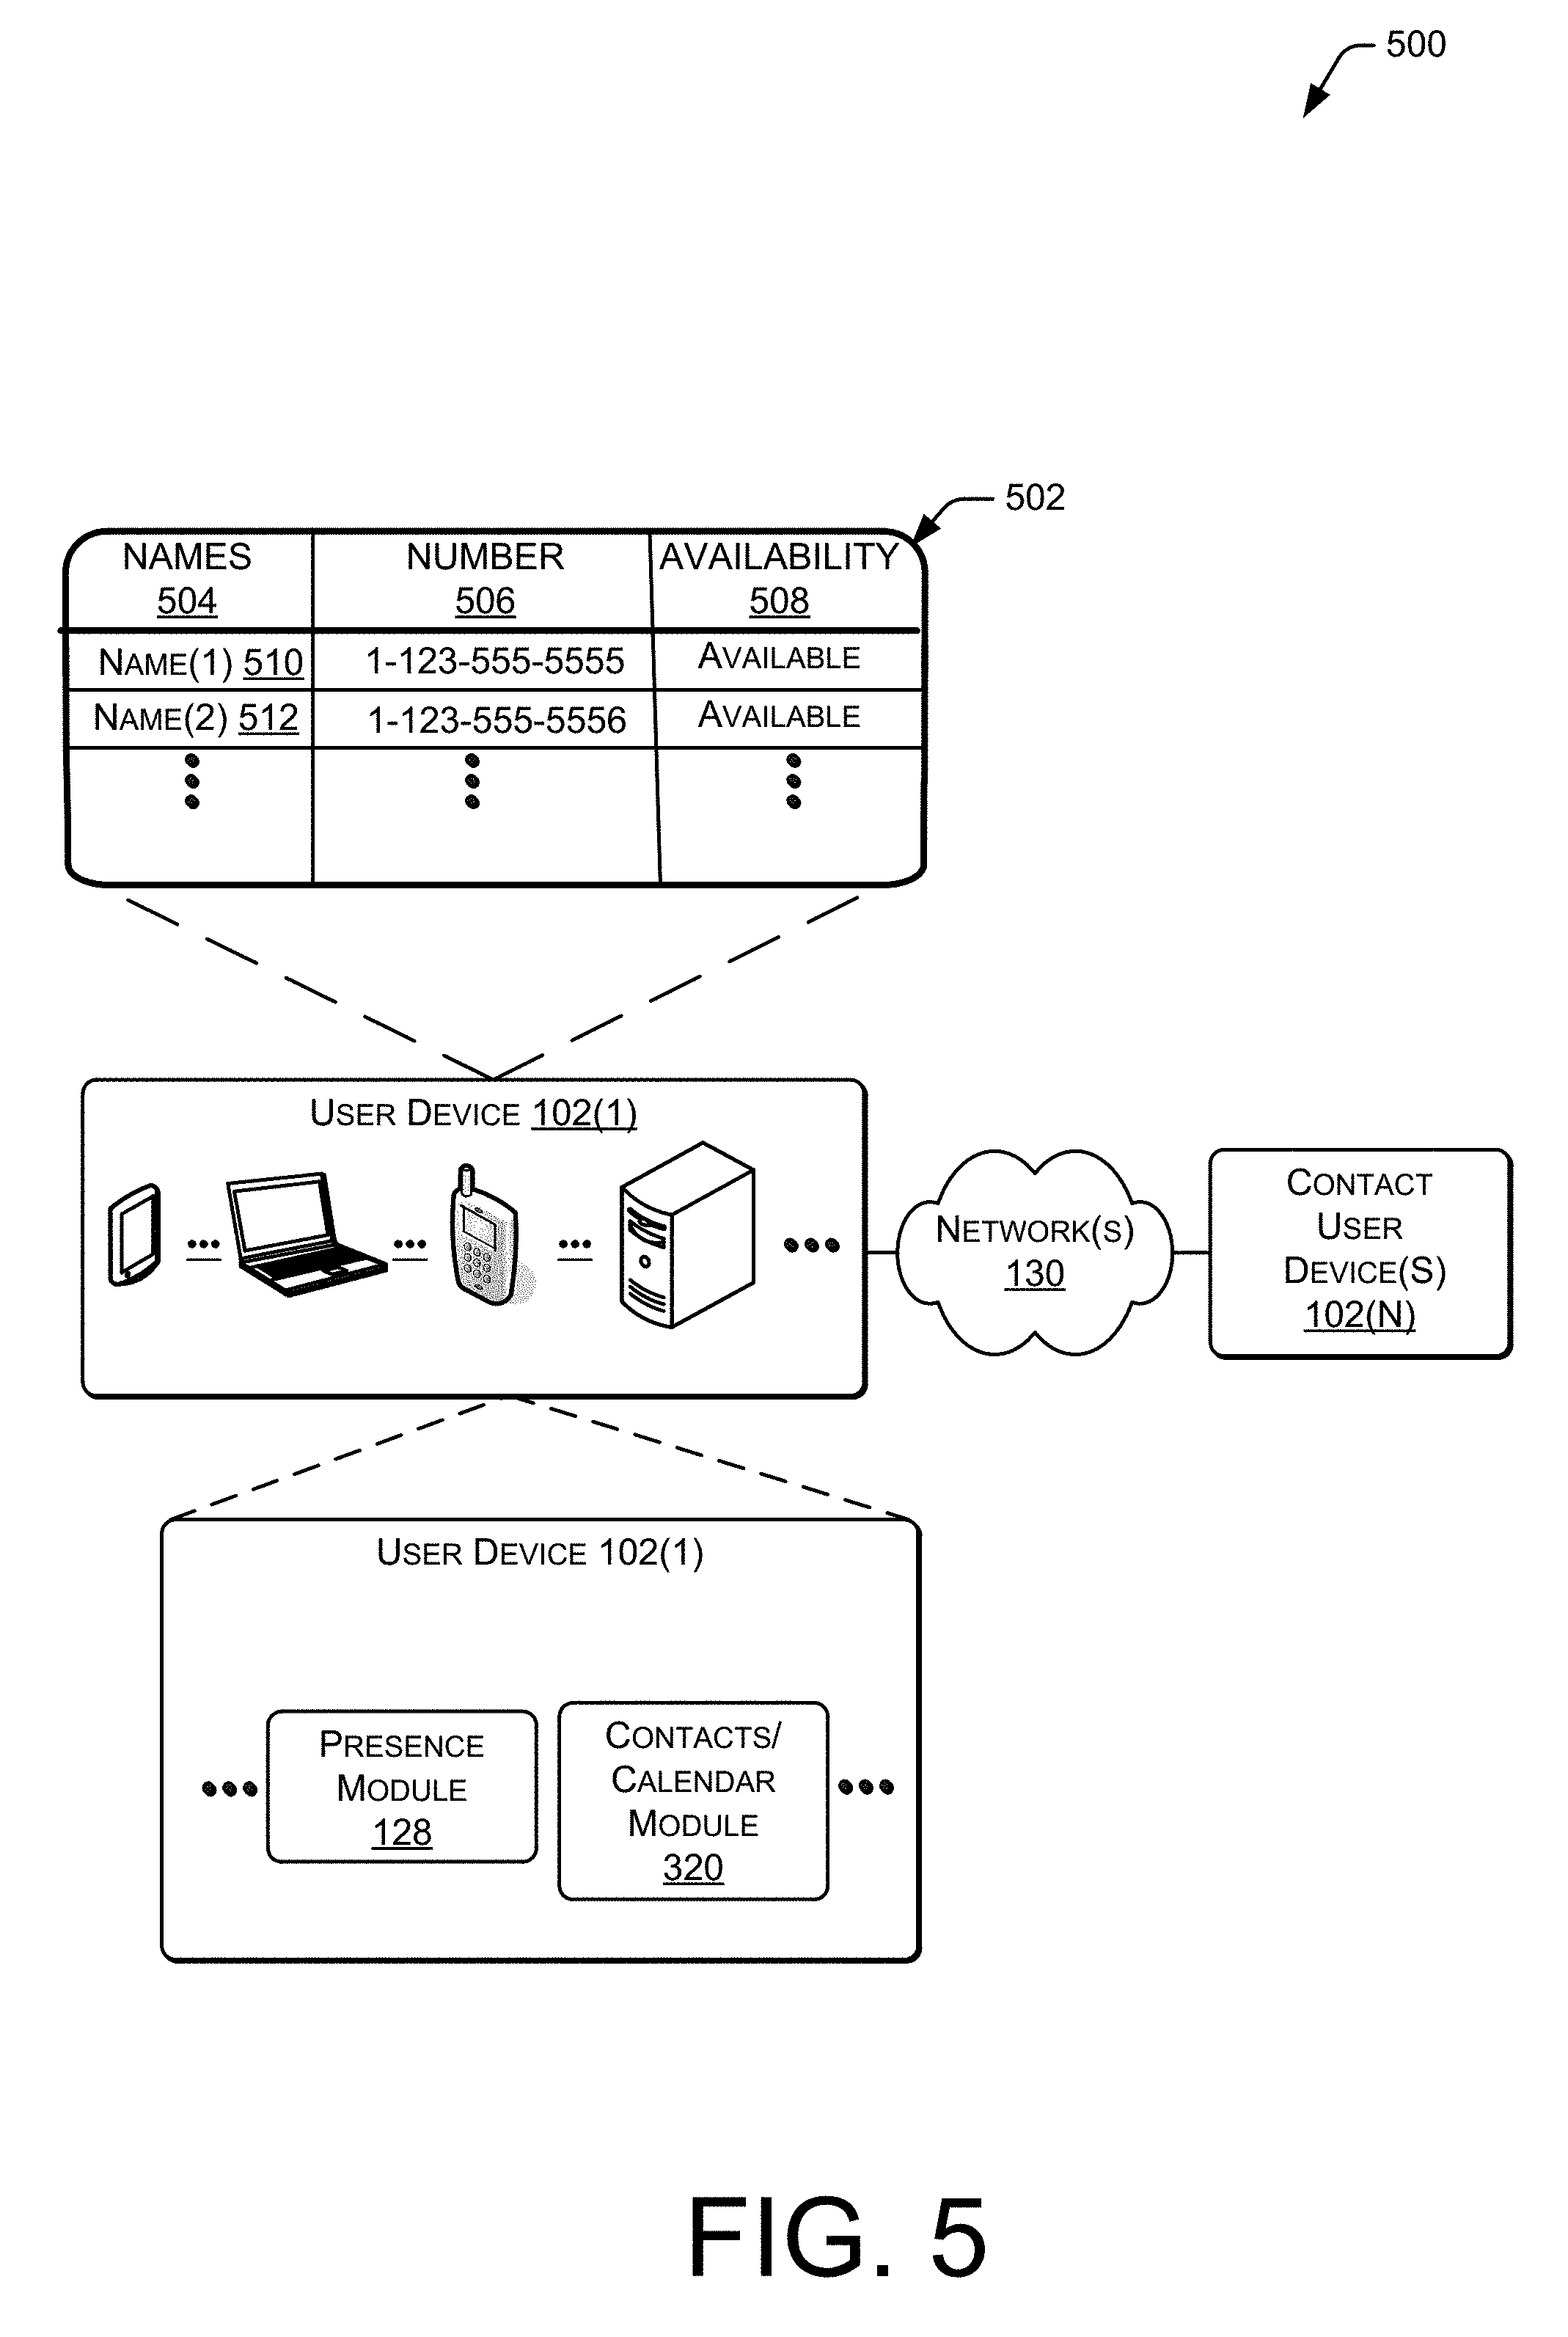 500
502
NAMES NUMBER AVAILABILITY
504 506 508
NAME(1) 510 1-123-555-5555 AVAILABLE
NAME(2) 512 1-123-555-5556 AVAILABLE
USER DEVICE 102(1)
NETWORK(S)
130
CONTACT
USER
DEVICE(S)
102(N)
USER DEVICE 102(1)
PRESENCE
MODULE
128
CONTACTS/
CALENDAR
MODULE
320
FIG. 5